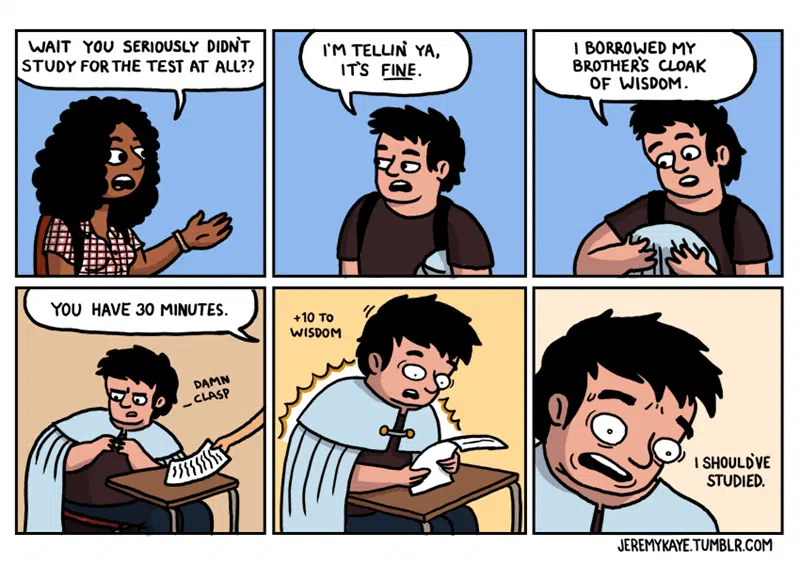 WAIT YOU SERIOUSLY DIDN'T
STUDY FOR THE TEST AT ALL??
I'M TELLIN' YA,
IT'S FINE.
I BORROWED MY
BROTHER'S CLOAK
OF WISDOM.
YOU HAVE 30 MINUTES.
DAMN
CLASP
+10 TO
WISDOM
I SHOULD'VE
STUDIED.
JEREMYKAYE.TUMBLR.COM